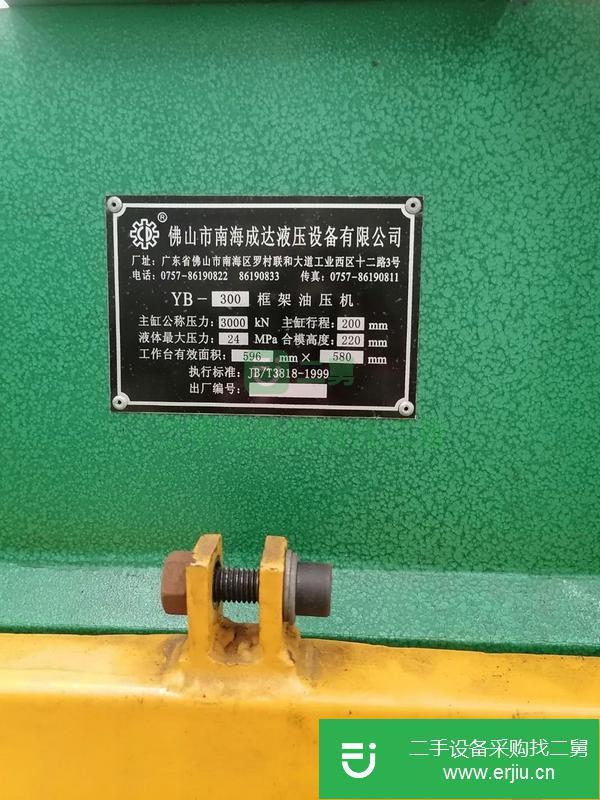 ®
佛山市南海成达液压设备有限公司
厂址：广东省佛山市南海区罗村联和大道工业西区十二路3号
电话：0757-86190822 86190833 传真：0757-86190811
YB-300 框架油压机
主缸公称压力：3000 kN 主缸行程：200 mm
液体最大压力：24 MPa 合模高度：220 mm
工作台有效面积：596 mm × 580 mm
执行标准：JB/T3818-1999
出厂编号：
二舅
二手设备采购找二舅
www.erjiu.cn